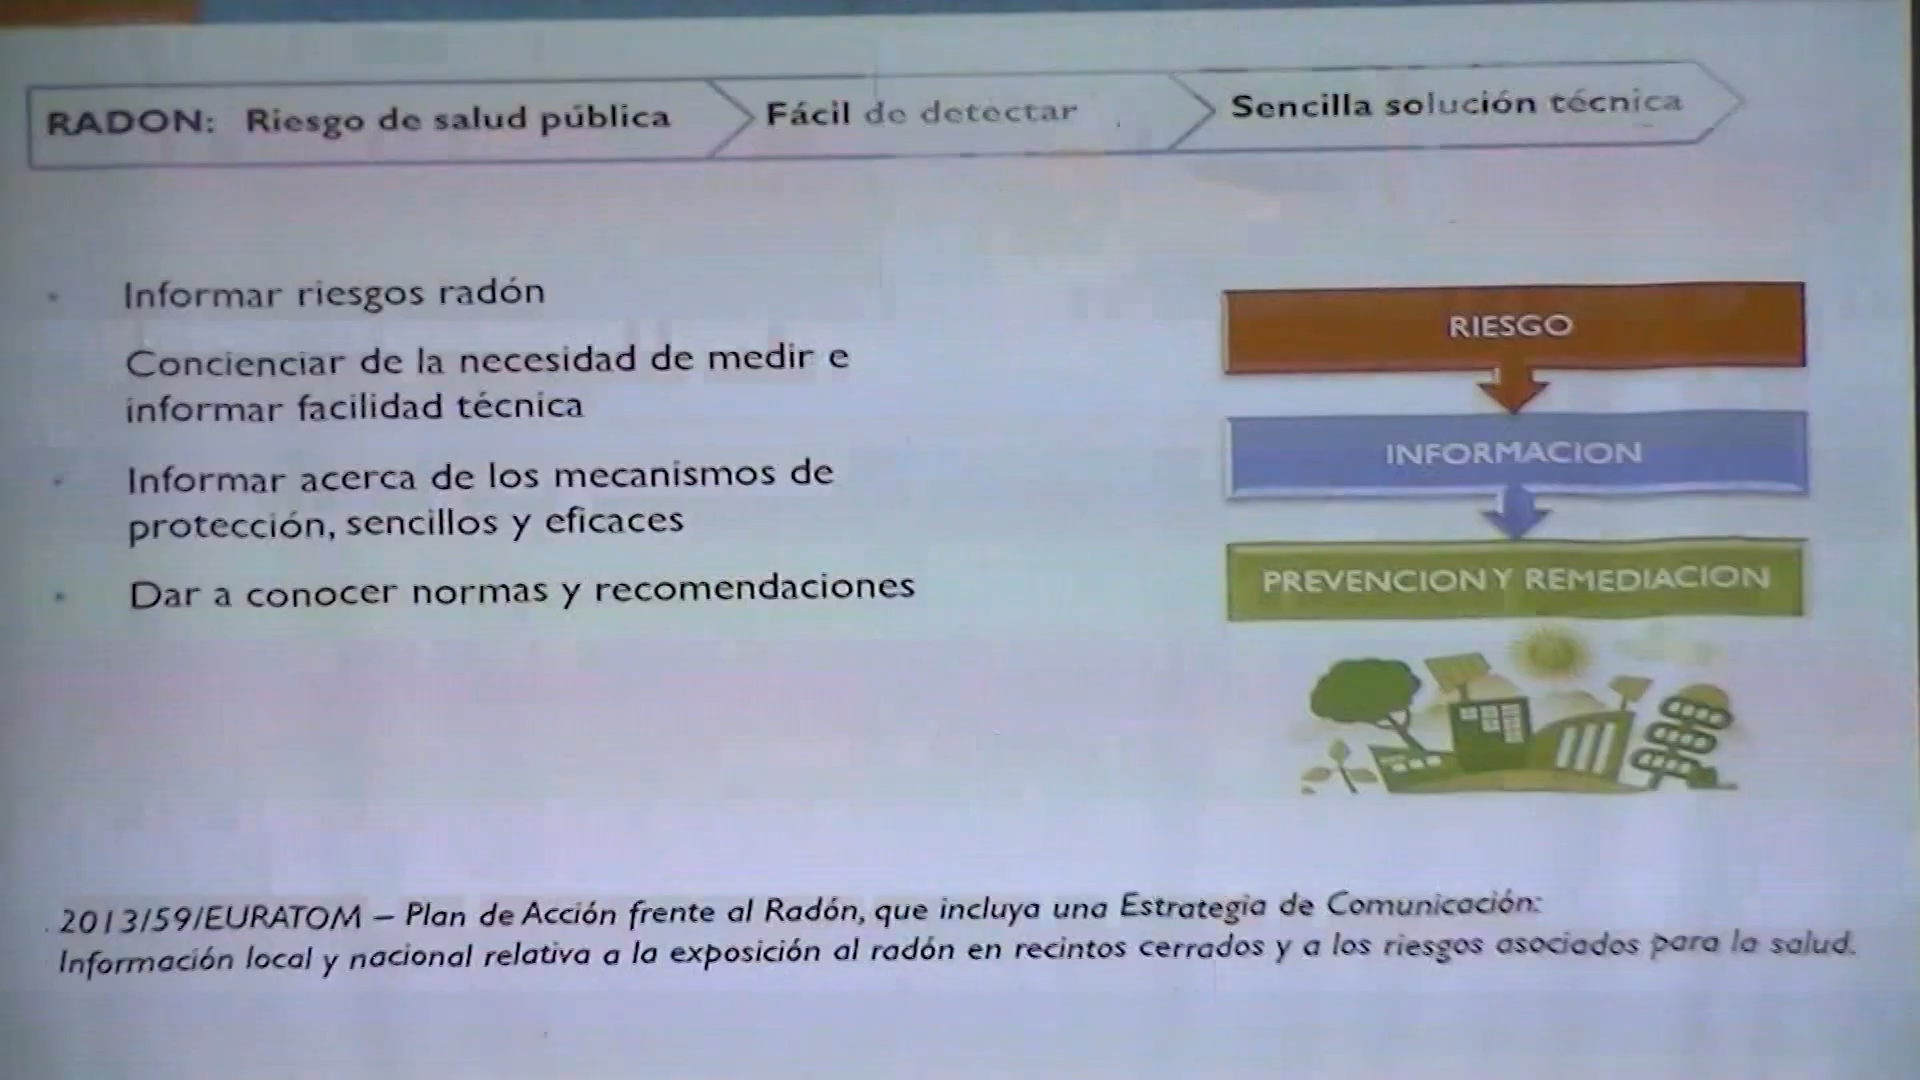 RADON: Riesgo de salud pública
Fácil de detectar
Sencilla solución técnica
Informar riesgos radón
Concienciar de la necesidad de medir e
informar facilidad técnica
Informar acerca de los mecanismos de
protección, sencillos y eficaces
Dar a conocer normas y recomendaciones
RIESGO
INFORMACION
PREVENCION Y REMEDIACION
2013/59/EURATOM – Plan de Acción frente al Radón, que incluya una Estrategia de Comunicación:
Información local y nacional relativa a la exposición al radón en recintos cerrados y a los riesgos asociados para la salud.